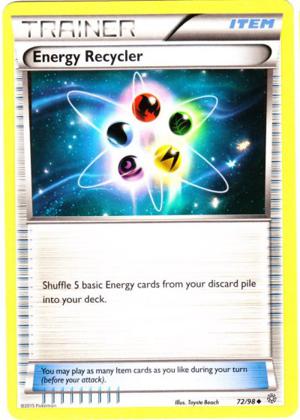 TRAINER
ITEM
Energy Recycler
Shuffle 5 basic Energy cards from your discard pile
into your deck.
You may play as many Item cards as you like during your turn
(before your attack).
©2015 Pokémon
Illus. Toyste Beach
72/98